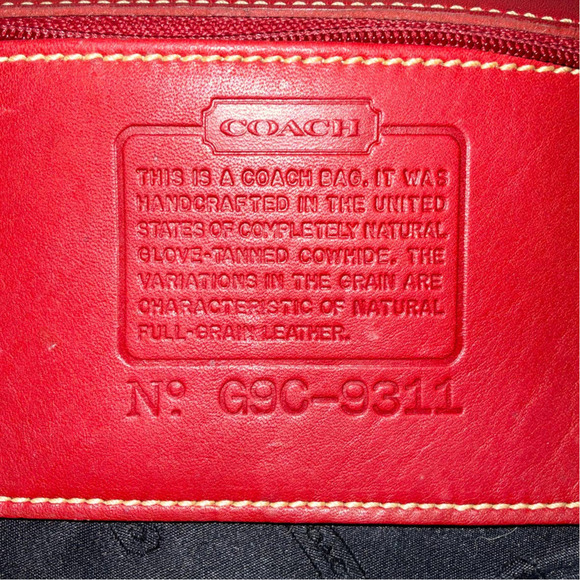 COACH
THIS IS A COACH BAG. IT WAS
HANDCRAFTED IN THE UNITED
STATES OF COMPLETELY NATURAL
GLOVE-TANNED COWHIDE. THE
VARIATIONS IN THE GRAIN ARE
CHARACTERISTIC OF NATURAL
FULL-GRAIN LEATHER.
Nº G9C-9311
COACH